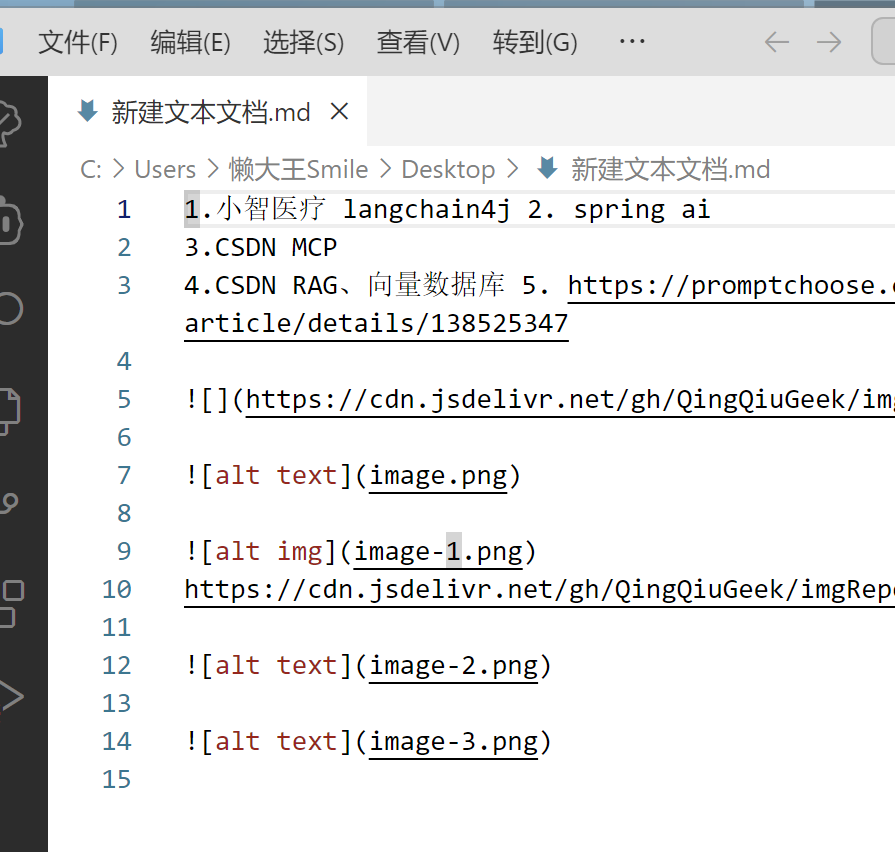 文件(F) 编辑(E) 选择(S) 查看(V) 转到(G) ···
新建文本文档.md
C: > Users > 懒大王Smile > Desktop > 新建文本文档.md
1 1.小智医疗 langchain4j 2. spring ai
2 3.CSDN MCP
3 4.CSDN RAG、向量数据库 5. https://promptchoose.
article/details/138525347
4
5 ![](https://cdn.jsdelivr.net/gh/QingQiuGeek/img
6
7 ![alt text](image.png)
8
9 ![alt img](image-1.png)
10 https://cdn.jsdelivr.net/gh/QingQiuGeek/imgRep
11
12 ![alt text](image-2.png)
13
14 ![alt text](image-3.png)
15